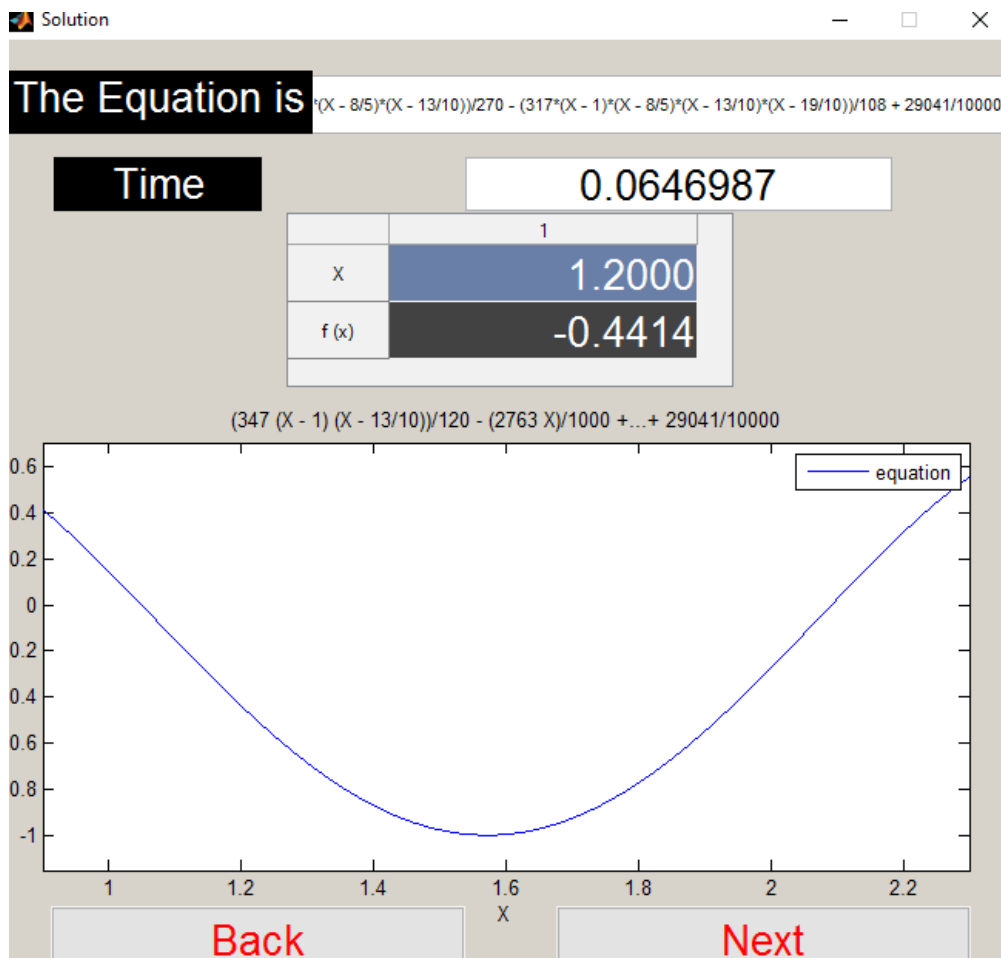 Solution
The Equation is *(X - 8/5)*(X - 13/10))/270 - (317*(X - 1)*(X - 8/5)*(X - 13/10)*(X - 19/10))/108 + 29041/10000
Time 0.0646987
1
X 1.2000
f (x) -0.4414
(347 (X - 1) (X - 13/10))/120 - (2763 X)/1000 +...+ 29041/10000
equation
0.6
0.4
0.2
0
0.2
0.4
0.6
0.8
-1
1 1.2 1.4 1.6 1.8 2 2.2
X
Back Next